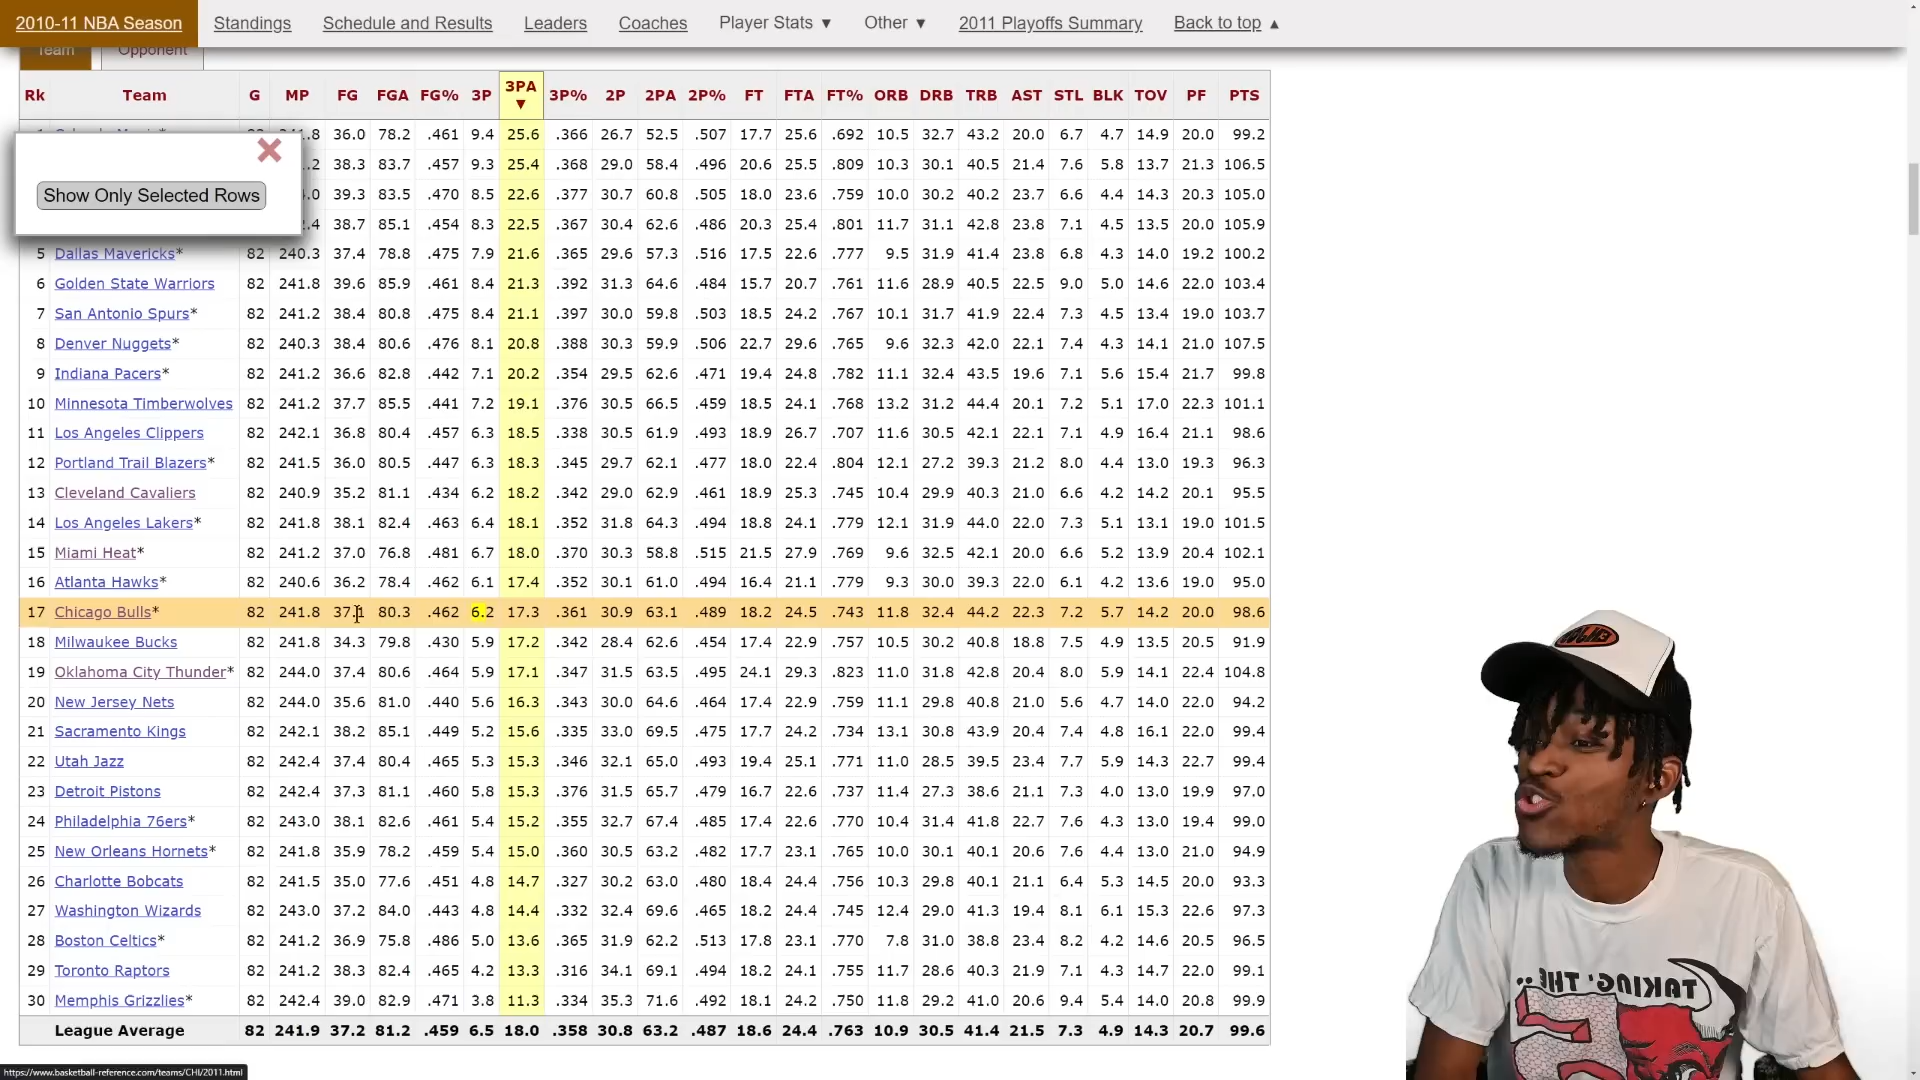 2010-11 NBA Season Standings Schedule and Results Leaders Coaches Player Stats ▼ Other ▼ 2011 Playoffs Summary Back to top ▲
Team Opponent
Rk Team G MP FG FGA FG% 3P 3PA ▼ 3P% 2P 2PA 2P% FT FTA FT% ORB DRB TRB AST STL BLK TOV PF PTS
36.0 78.2 .461 9.4 25.6 .366 26.7 52.5 .507 17.7 25.6 .692 10.5 32.7 43.2 20.0 6.7 4.7 14.9 20.0 99.2
38.3 83.7 .457 9.3 25.4 .368 29.0 58.4 .496 20.6 25.5 .809 10.3 30.1 40.5 21.4 7.6 5.8 13.7 21.3 106.5
Show Only Selected Rows
39.3 83.5 .470 8.5 22.6 .377 30.7 60.8 .505 18.0 23.6 .759 10.0 30.2 40.2 23.7 6.6 4.4 14.3 20.3 105.0
38.7 85.1 .454 8.3 22.5 .367 30.4 62.6 .486 20.3 25.4 .801 11.7 31.1 42.8 23.8 7.1 4.5 13.5 20.0 105.9
5 Dallas Mavericks* 82 240.3 37.4 78.8 .475 7.9 21.6 .365 29.6 57.3 .516 17.5 22.6 .777 9.5 31.9 41.4 23.8 6.8 4.3 14.0 19.2 100.2
6 Golden State Warriors 82 241.8 39.6 85.9 .461 8.4 21.3 .392 31.3 64.6 .484 15.7 20.7 .761 11.6 28.9 40.5 22.5 9.0 5.0 14.6 22.0 103.4
7 San Antonio Spurs* 82 241.2 38.4 80.8 .475 8.4 21.1 .397 30.0 59.8 .503 18.5 24.2 .767 10.1 31.7 41.9 22.4 7.3 4.5 13.4 19.0 103.7
8 Denver Nuggets* 82 240.3 38.4 80.6 .476 8.1 20.8 .388 30.3 59.9 .506 22.7 29.6 .765 9.6 32.3 42.0 22.1 7.4 4.3 14.1 21.0 107.5
9 Indiana Pacers* 82 241.2 36.6 82.8 .442 7.1 20.2 .354 29.5 62.6 .471 19.4 24.8 .782 11.1 32.4 43.5 19.6 7.1 5.6 15.4 21.7 99.8
10 Minnesota Timberwolves 82 241.2 37.7 85.5 .441 7.2 19.1 .376 30.5 66.5 .459 18.5 24.1 .768 13.2 31.2 44.4 20.1 7.2 5.1 17.0 22.3 101.1
11 Los Angeles Clippers 82 242.1 36.8 80.4 .457 6.3 18.5 .338 30.5 61.9 .493 18.9 26.7 .707 11.6 30.5 42.1 22.1 7.1 4.9 16.4 21.1 98.6
12 Portland Trail Blazers* 82 241.5 36.0 80.5 .447 6.3 18.3 .345 29.7 62.1 .477 18.0 22.4 .804 12.1 27.2 39.3 21.2 8.0 4.4 13.0 19.3 96.3
13 Cleveland Cavaliers 82 240.9 35.2 81.1 .434 6.2 18.2 .342 29.0 62.9 .461 18.9 25.3 .745 10.4 29.9 40.3 21.0 6.6 4.2 14.2 20.1 95.5
14 Los Angeles Lakers* 82 241.8 38.1 82.4 .463 6.4 18.1 .352 31.8 64.3 .494 18.8 24.1 .779 12.1 31.9 44.0 22.0 7.3 5.1 13.1 19.0 101.5
15 Miami Heat* 82 241.2 37.0 76.8 .481 6.7 18.0 .370 30.3 58.8 .515 21.5 27.9 .769 9.6 32.5 42.1 20.0 6.6 5.2 13.9 20.4 102.1
16 Atlanta Hawks* 82 240.6 36.2 78.4 .462 6.1 17.4 .352 30.1 61.0 .494 16.4 21.1 .779 9.3 30.0 39.3 22.0 6.1 4.2 13.6 19.0 95.0
17 Chicago Bulls* 82 241.8 37.1 80.3 .462 6.2 17.3 .361 30.9 63.1 .489 18.2 24.5 .743 11.8 32.4 44.2 22.3 7.2 5.7 14.2 20.0 98.6
18 Milwaukee Bucks 82 241.8 34.3 79.8 .430 5.9 17.2 .342 28.4 62.6 .454 17.4 22.9 .757 10.5 30.2 40.8 18.8 7.5 4.9 13.5 20.5 91.9
19 Oklahoma City Thunder* 82 244.0 37.4 80.6 .464 5.9 17.1 .347 31.5 63.5 .495 24.1 29.3 .823 11.0 31.8 42.8 20.4 8.0 5.9 14.1 22.4 104.8
20 New Jersey Nets 82 244.0 35.6 81.0 .440 5.6 16.3 .343 30.0 64.6 .464 17.4 22.9 .759 11.1 29.8 40.8 21.0 5.6 4.7 14.0 22.0 94.2
21 Sacramento Kings 82 242.1 38.2 85.1 .449 5.2 15.6 .335 33.0 69.5 .475 17.7 24.2 .734 13.1 30.8 43.9 20.4 7.4 4.8 16.1 22.0 99.4
22 Utah Jazz 82 242.4 37.4 80.4 .465 5.3 15.3 .346 32.1 65.0 .493 19.4 25.1 .771 11.0 28.5 39.5 23.4 7.7 5.9 14.3 22.7 99.4
23 Detroit Pistons 82 242.4 37.3 81.1 .460 5.8 15.3 .376 31.5 65.7 .479 16.7 22.6 .737 11.4 27.3 38.6 21.1 7.3 4.0 13.0 19.9 97.0
24 Philadelphia 76ers* 82 243.0 38.1 82.6 .461 5.4 15.2 .355 32.7 67.4 .485 17.4 22.6 .770 10.4 31.4 41.8 22.7 7.6 4.3 13.0 19.4 99.0
25 New Orleans Hornets* 82 241.8 35.9 78.2 .459 5.4 15.0 .360 30.5 63.2 .482 17.7 23.1 .765 10.0 30.1 40.1 20.6 7.6 4.4 13.0 21.0 94.9
26 Charlotte Bobcats 82 241.5 35.0 77.6 .451 4.8 14.7 .327 30.2 63.0 .480 18.4 24.4 .756 10.3 29.8 40.1 21.1 6.4 5.3 14.5 20.0 93.3
27 Washington Wizards 82 243.0 37.2 84.0 .443 4.8 14.4 .332 32.4 69.6 .465 18.2 24.4 .745 12.4 29.0 41.3 19.4 8.1 6.1 15.3 22.6 97.3
28 Boston Celtics* 82 241.2 36.9 75.8 .486 5.0 13.6 .365 31.9 62.2 .513 17.8 23.1 .770 7.8 31.0 38.8 23.4 8.2 4.2 14.6 20.5 96.5
29 Toronto Raptors 82 241.2 38.3 82.4 .465 4.2 13.3 .316 34.1 69.1 .494 18.2 24.1 .755 11.7 28.6 40.3 21.9 7.1 4.3 14.7 22.0 99.1
30 Memphis Grizzlies* 82 242.4 39.0 82.9 .471 3.8 11.3 .334 35.3 71.6 .492 18.1 24.2 .750 11.8 29.2 41.0 20.6 9.4 5.4 14.0 20.8 99.9
League Average 82 241.9 37.2 81.2 .459 6.5 18.0 .358 30.8 63.2 .487 18.6 24.4 .763 10.9 30.5 41.4 21.5 7.3 4.9 14.3 20.7 99.6
TAKING THE ..
https://www.basketball-reference.com/teams/CHI/2011.html